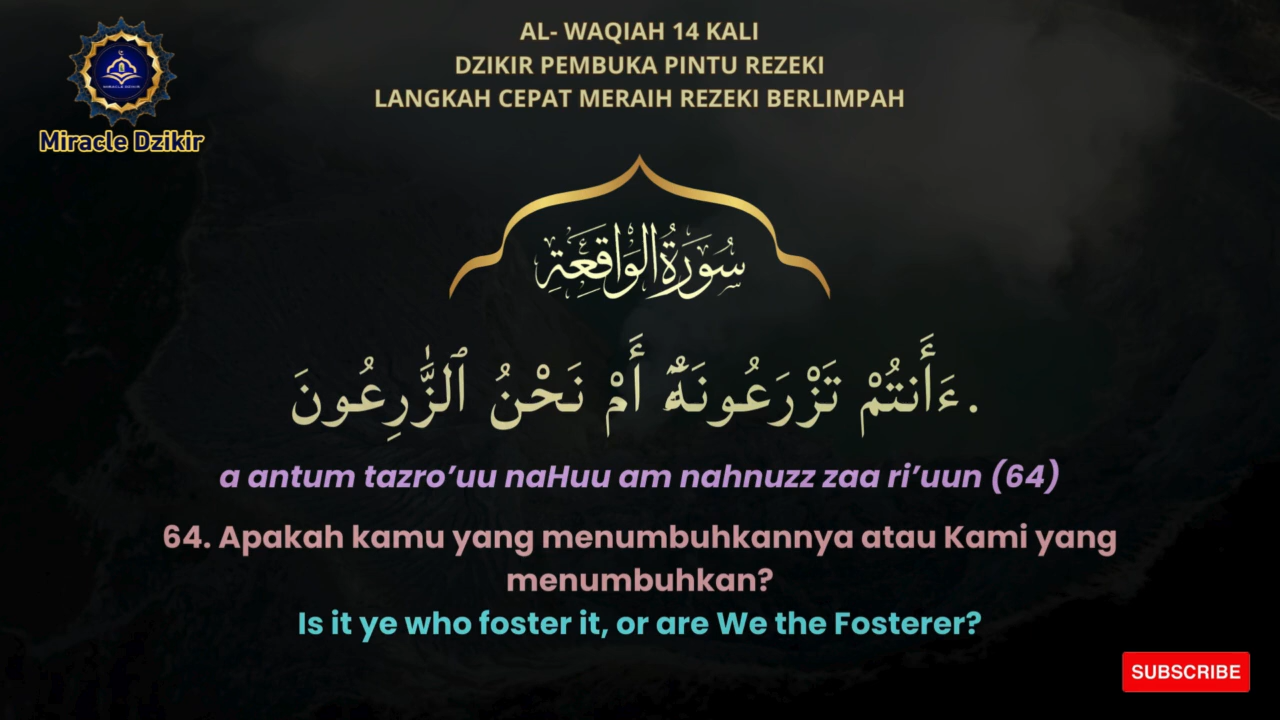 AL- WAQIAH 14 KALI
DZIKIR PEMBUKA PINTU REZEKI
LANGKAH CEPAT MERAIH REZEKI BERLIMPAH
Miracle Dzikir
سُورَةُ الوَاقِعَةِ
ءَأَنتُمْ تَزْرَعُونَهُۥٓ أَمْ نَحْنُ ٱلزَّٰرِعُونَ.
a antum tazro’uu naHuu am nahnuzz zaa ri’uun (64)
64. Apakah kamu yang menumbuhkannya atau Kami yang
menumbuhkan?
Is it ye who foster it, or are We the Fosterer?
SUBSCRIBE